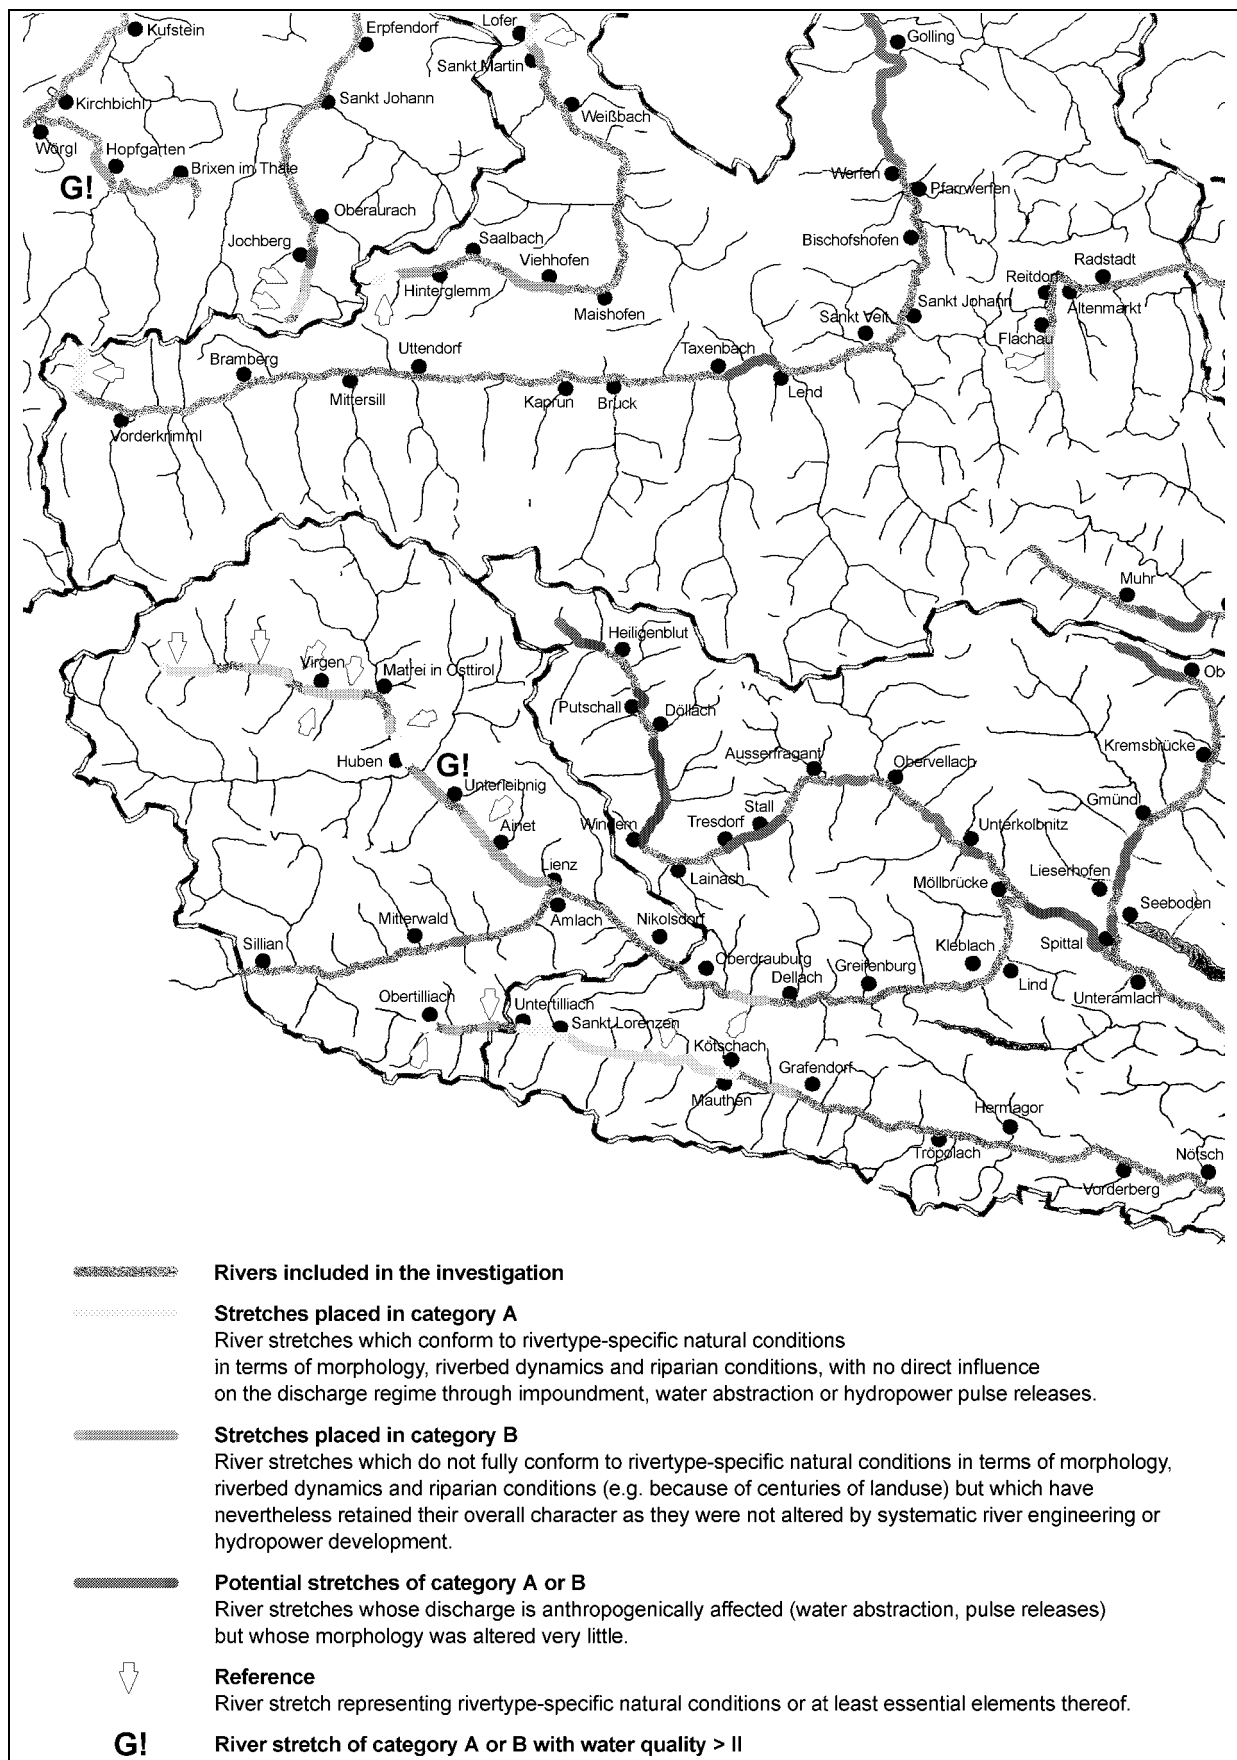 Kufstein
Erpfendorf
Lofer
Golling
Sankt Martin
Kirchbichl
Sankt Johann
Weißbach
Wörgl
Hopfgarten
Brixen im Thale
G!
Werfen
Pfarrwerfen
Oberaurach
Jochberg
Saalbach
Viehhofen
Bischofshofen
Radstadt
Hinterglemm
Reitdorf
Altenmarkt
Maishofen
Sankt Johann
Sankt Veit
Flachau
Bramberg
Uttendorf
Taxenbach
Mittersill
Kaprun
Bruck
Lend
Vorderkrimml
Muhr
Heiligenblut
Virgen
Matrei in Osttirol
Ob
Putschall
Döllach
Kremsbrücke
Ausserfragant
Obervellach
Huben
G!
Unterleibnig
Gmünd
Stall
Ainet
Winklern
Tresdorf
Unterkolbnitz
Lienz
Lainach
Lieserhofen
Möllbrücke
Amlach
Nikolsdorf
Mitterwald
Seeboden
Sillian
Kleblach
Spittal
Oberdrauburg
Dellach
Greifenburg
Lind
Unteramlach
Obertilliach
Untertilliach
Sankt Lorenzen
Kötschach
Grafendorf
Mauthen
Hermagor
Tröpolach
Nötsch
Vorderberg
Rivers included in the investigation
Stretches placed in category A
River stretches which conform to rivertype-specific natural conditions
in terms of morphology, riverbed dynamics and riparian conditions, with no direct influence
on the discharge regime through impoundment, water abstraction or hydropower pulse releases.
Stretches placed in category B
River stretches which do not fully conform to rivertype-specific natural conditions in terms of morphology,
riverbed dynamics and riparian conditions (e.g. because of centuries of landuse) but which have
nevertheless retained their overall character as they were not altered by systematic river engineering or
hydropower development.
Potential stretches of category A or B
River stretches whose discharge is anthropogenically affected (water abstraction, pulse releases)
but whose morphology was altered very little.
Reference
River stretch representing rivertype-specific natural conditions or at least essential elements thereof.
G! River stretch of category A or B with water quality > II